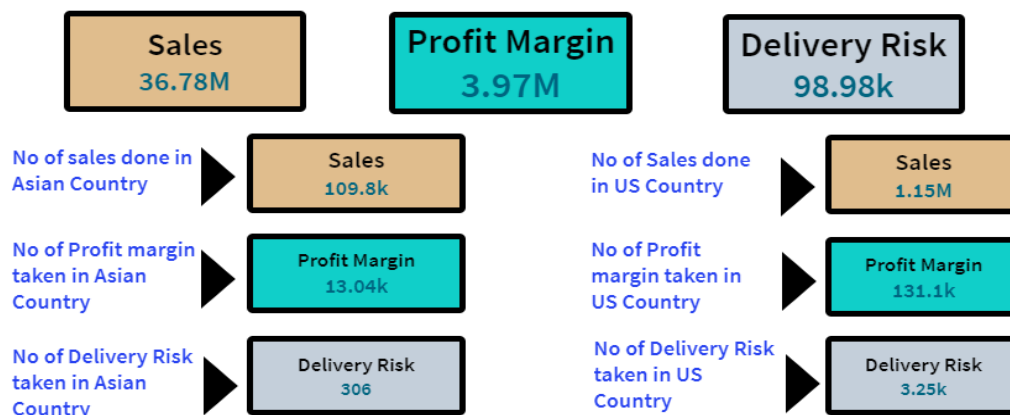 Sales
36.78M
Profit Margin
3.97M
Delivery Risk
98.98k
No of sales done in
Asian Country
Sales
109.8k
No of Sales done
in US Country
Sales
1.15M
No of Profit margin
taken in Asian
Country
Profit Margin
13.04k
No of Profit
margin taken in
US Country
Profit Margin
131.1k
No of Delivery Risk
taken in Asian
Country
Delivery Risk
306
No of Delivery Risk
taken in US
Country
Delivery Risk
3.25k